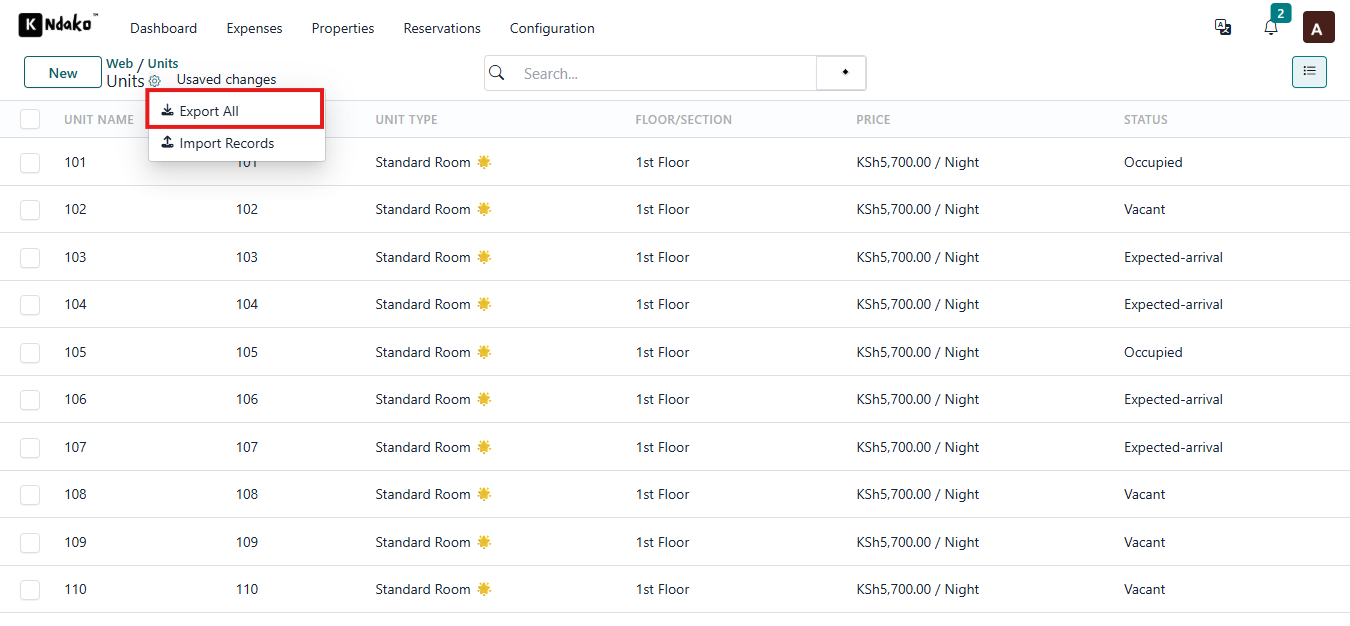 K Ndako™ Dashboard Expenses Properties Reservations Configuration 2 A
New Web / Units
Units Usaved changes Search...
Export All
Import Records
UNIT NAME UNIT TYPE FLOOR/SECTION PRICE STATUS
101 101 Standard Room 1st Floor KSh5,700.00 / Night Occupied
102 102 Standard Room 1st Floor KSh5,700.00 / Night Vacant
103 103 Standard Room 1st Floor KSh5,700.00 / Night Expected-arrival
104 104 Standard Room 1st Floor KSh5,700.00 / Night Expected-arrival
105 105 Standard Room 1st Floor KSh5,700.00 / Night Occupied
106 106 Standard Room 1st Floor KSh5,700.00 / Night Expected-arrival
107 107 Standard Room 1st Floor KSh5,700.00 / Night Expected-arrival
108 108 Standard Room 1st Floor KSh5,700.00 / Night Vacant
109 109 Standard Room 1st Floor KSh5,700.00 / Night Vacant
110 110 Standard Room 1st Floor KSh5,700.00 / Night Vacant